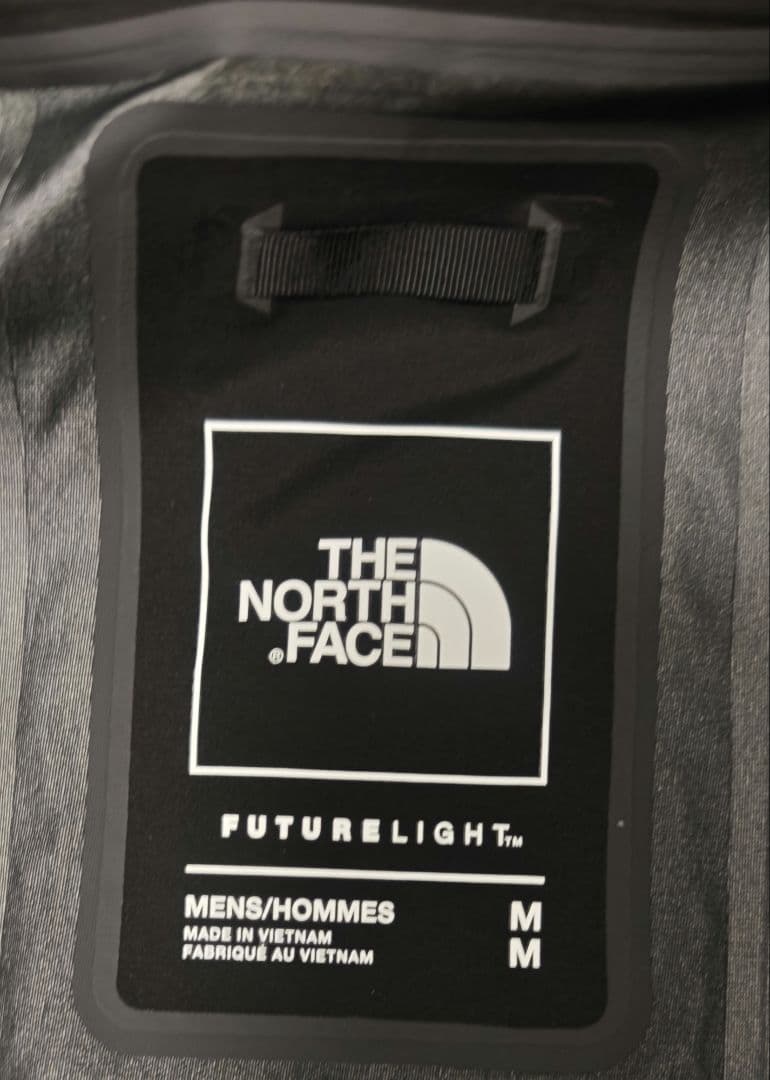 THE
NORTH
®FACE
FUTURELIGHT™
MENS/HOMMES M
MADE IN VIETNAM
FABRIQUÉ AU VIETNAM M